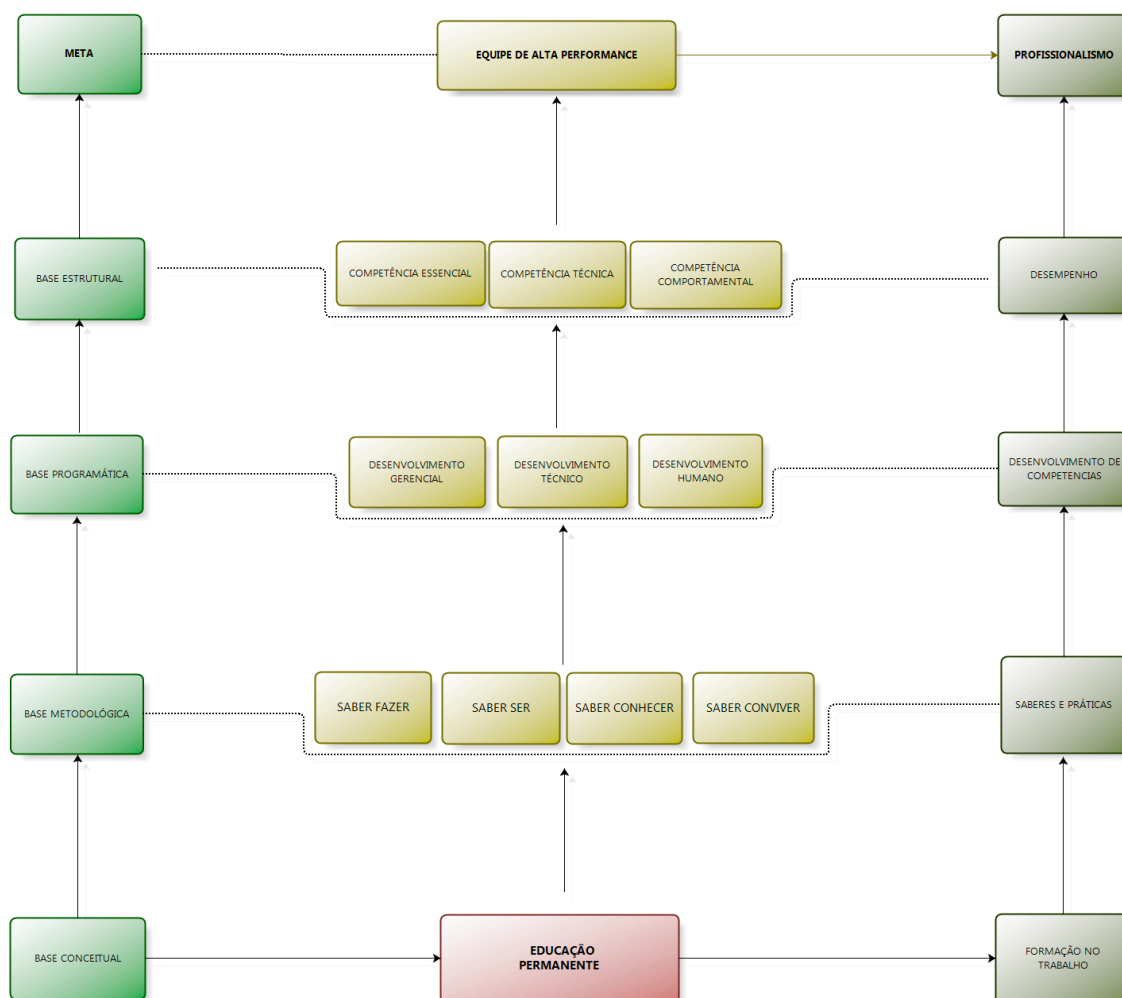 META
EQUIPE DE ALTA PERFORMANCE
PROFISSIONALISMO
BASE ESTRUTURAL
COMPETÊNCIA ESSENCIAL
COMPETÊNCIA TÉCNICA
COMPETÊNCIA
COMPORTAMENTAL
DESEMPENHO
BASE PROGRAMÁTICA
DESENVOLVIMENTO
GERENCIAL
DESENVOLVIMENTO
TÉCNICO
DESENVOLVIMENTO
HUMANO
DESENVOLVIMENTO DE
COMPETENCIAS
BASE METODOLÓGICA
SABER FAZER
SABER SER
SABER CONHECER
SABER CONVIVER
SABERES E PRÁTICAS
BASE CONCEITUAL
EDUCAÇÃO
PERMANENTE
FORMAÇÃO NO
TRABALHO